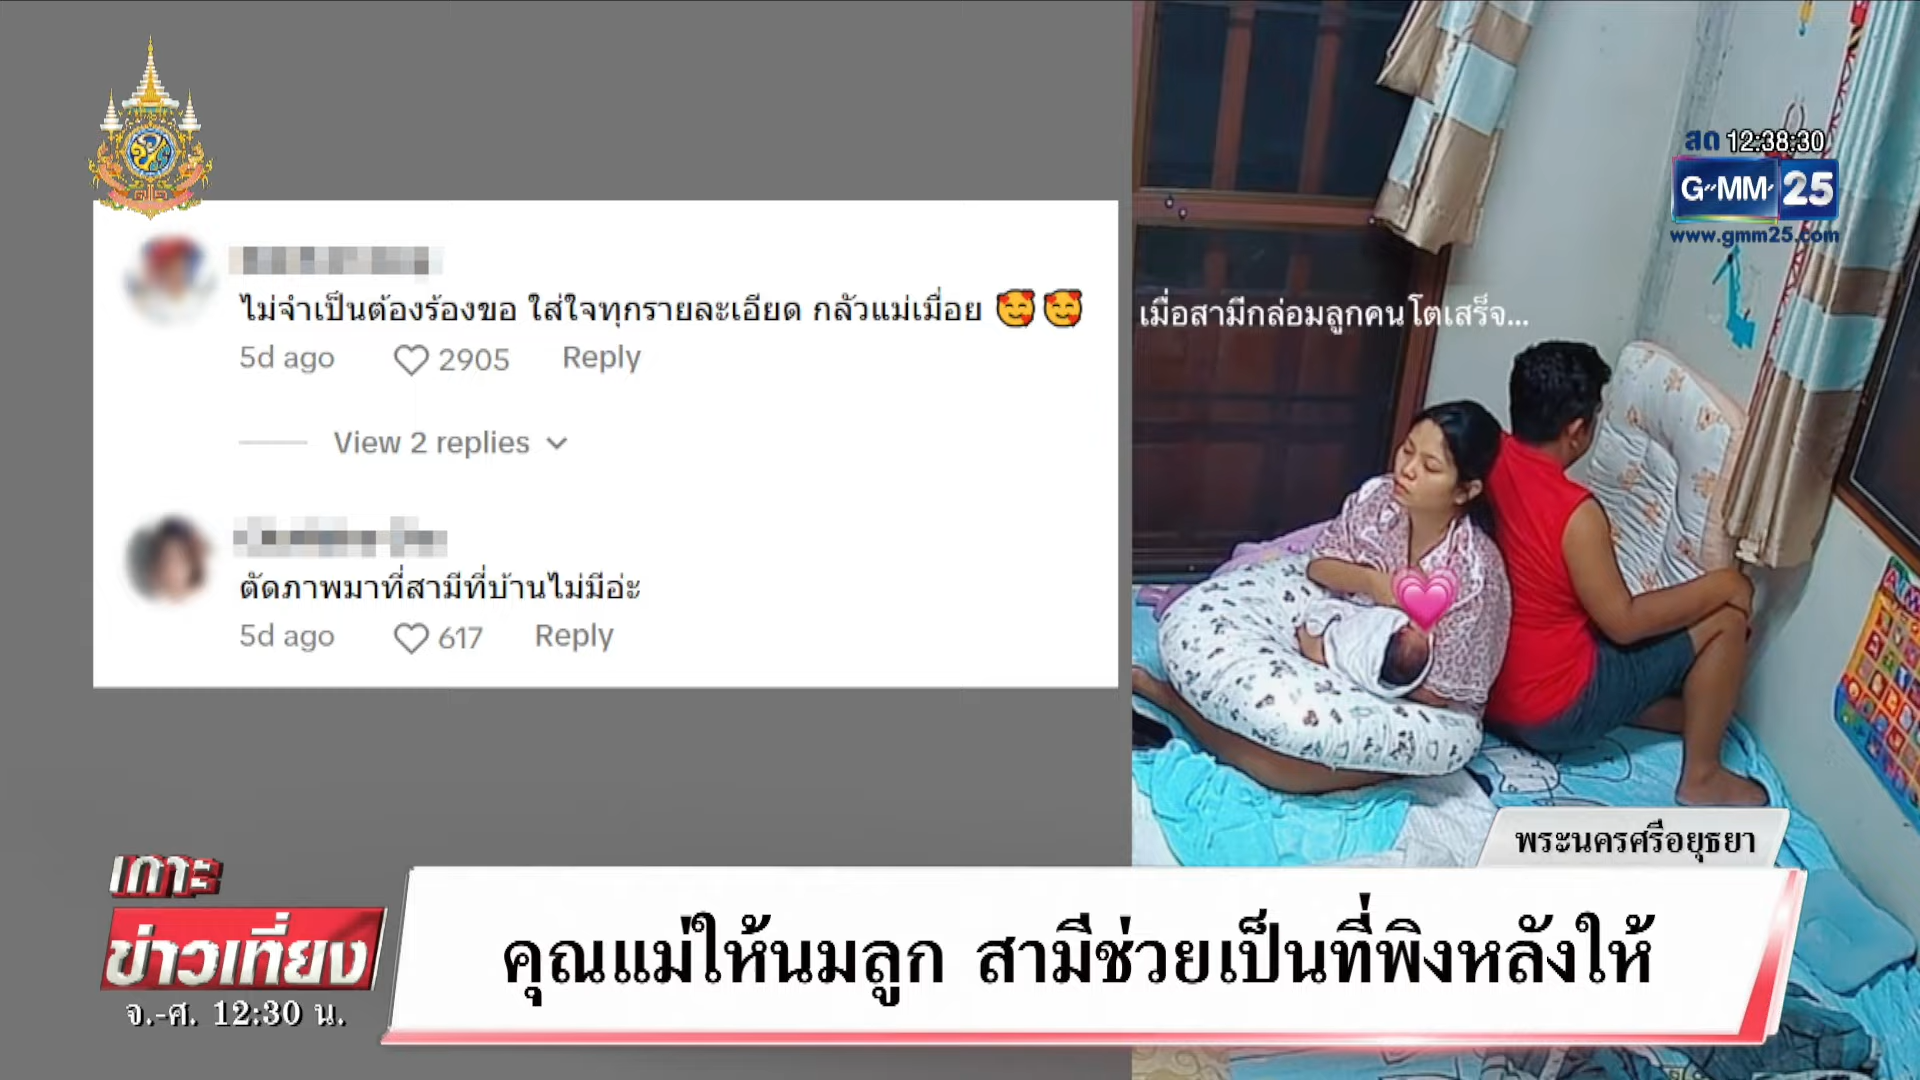 ไม่จำเป็นต้องร้องขอ ใส่ใจทุกรายละเอียด กลัวแม่เมื่อย 🥰🥰
5d ago 2905 Reply
View 2 replies
ตัดภาพมาที่สามีที่บ้านไม่มีอ่ะ
5d ago 617 Reply
สด 12:38:30
GMM 25
www.gmm25.com
เมื่อสามีกล่อมลูกคนโตเสร็จ...
พระนครศรีอยุธยา
เกาะ
ข่าวเที่ยง
จ.-ศ. 12:30 น.
คุณแม่ให้นมลูก สามีช่วยเป็นที่พิงหลังให้